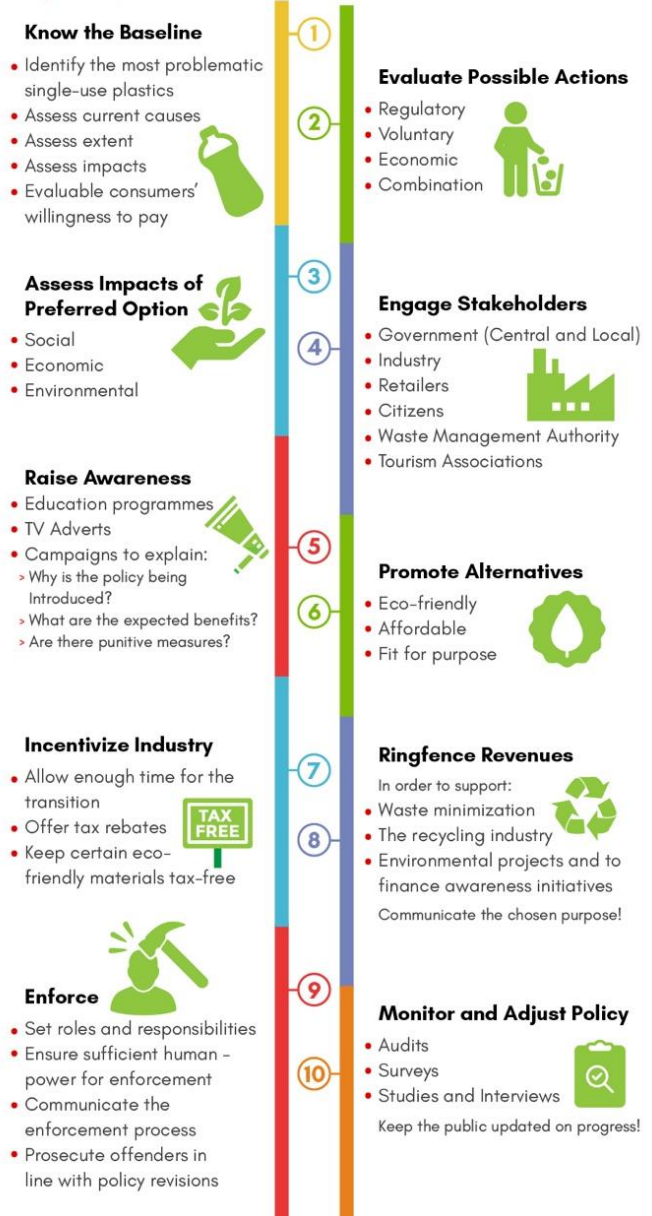 Know the Baseline
• Identify the most problematic
single-use plastics
• Assess current causes
• Assess extent
• Assess impacts
• Evaluable consumers'
willingness to pay
1
2
Evaluate Possible Actions
• Regulatory
• Voluntary
• Economic
• Combination
Assess Impacts of
Preferred Option
• Social
• Economic
• Environmental
3
4
Engage Stakeholders
• Government (Central and Local)
• Industry
• Retailers
• Citizens
• Waste Management Authority
• Tourism Associations
Raise Awareness
• Education programmes
• TV Adverts
• Campaigns to explain:
> Why is the policy being
Introduced?
> What are the expected benefits?
> Are there punitive measures?
5
6
Promote Alternatives
• Eco-friendly
• Affordable
• Fit for purpose
Incentivize Industry
• Allow enough time for the
transition
• Offer tax rebates
• Keep certain eco-
friendly materials tax-free
TAX
FREE
7
8
Ringfence Revenues
In order to support:
• Waste minimization
• The recycling industry
• Environmental projects and to
finance awareness initiatives
Communicate the chosen purpose!
Enforce
• Set roles and responsibilities
• Ensure sufficient human -
power for enforcement
• Communicate the
enforcement process
• Prosecute offenders in
line with policy revisions
9
10
Monitor and Adjust Policy
• Audits
• Surveys
• Studies and Interviews
Keep the public updated on progress!